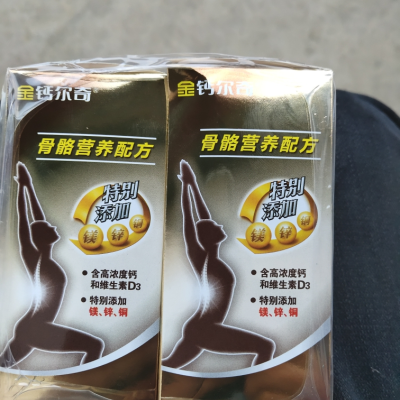 金钙尔奇
骨骼营养配方
特别
添加
镁 锌 铜
• 含高浓度钙
和维生素D3
• 特别添加
镁、锌、铜
金钙尔奇
骨骼营养配方
特别
添加
镁 锌 铜
• 含高浓度钙
和维生素D3
• 特别添加
镁、锌、铜